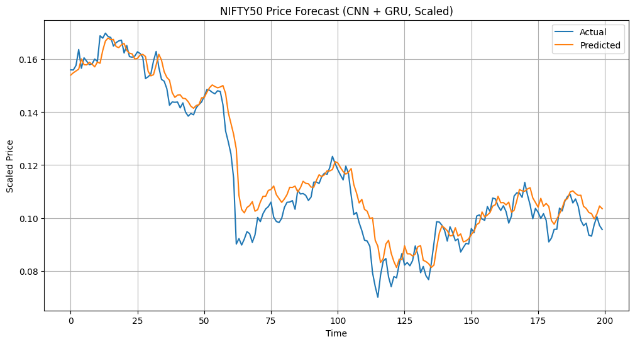 NIFTY50 Price Forecast (CNN + GRU, Scaled)
Actual
Predicted
Scaled Price
0.16
0.14
0.12
0.10
0.08
0 25 50 75 100 125 150 175 200
Time